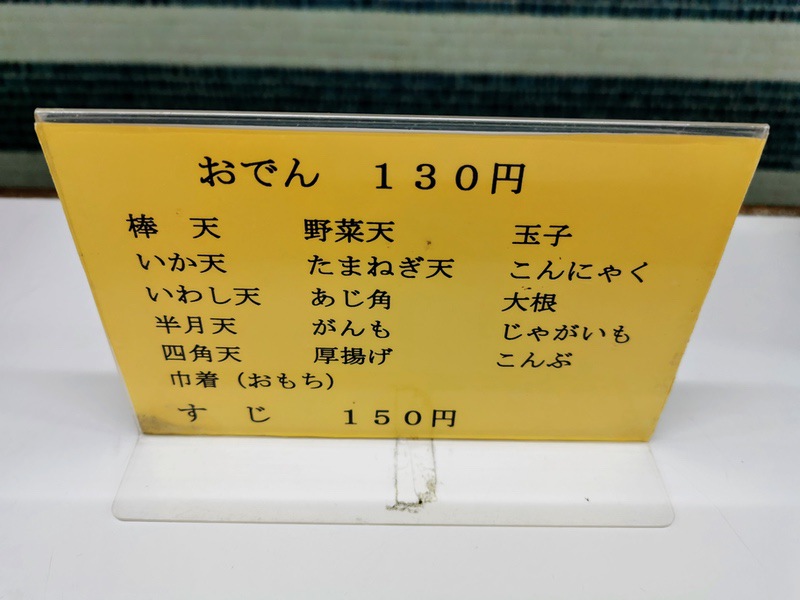 おでん　１３０円
棒　天　野菜天　玉子
いか天　たまねぎ天　こんにゃく
いわし天　あじ角　大根
半月天　がんも　じゃがいも
四角天　厚揚げ　こんぶ
巾着（おもち）
す　じ　１５０円